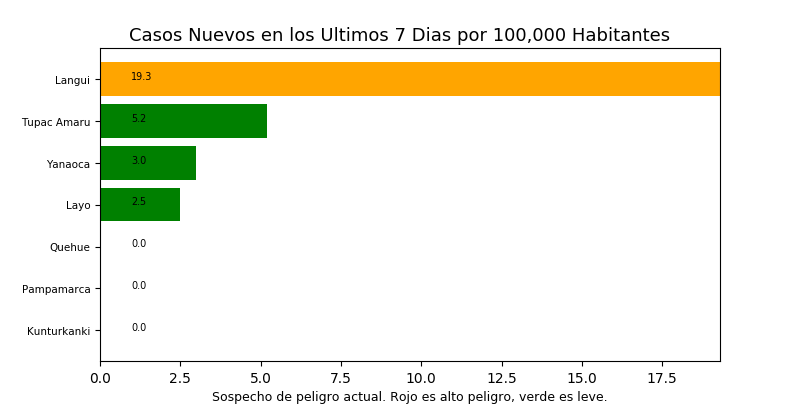 Casos Nuevos en los Ultimos 7 Dias por 100,000 Habitantes
Langui 19.3
Tupac Amaru 5.2
Yanaoca 3.0
Layo 2.5
Quehue 0.0
Pampamarca 0.0
Kunturkanki 0.0
0.0 2.5 5.0 7.5 10.0 12.5 15.0 17.5
Sospecho de peligro actual. Rojo es alto peligro, verde es leve.